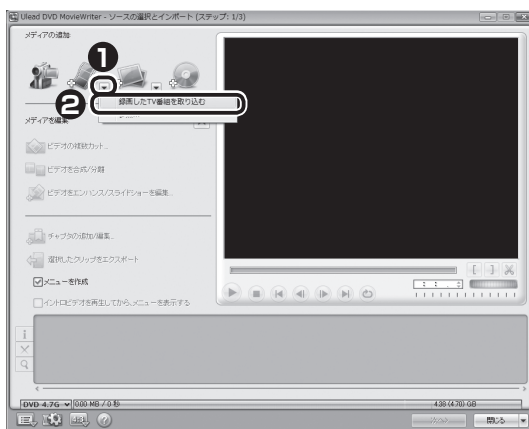 Ulead DVD MovieWriter - ソースの選択とインポート (ステップ: 1/3)
メディアの追加
1
2
録画したTV番組を取り込む
メディアを編集
ビデオの複数カット...
ビデオを合成/分離
ビデオをエンハンス/スライドショーを編集...
チャプタの追加/編集...
選択したクリップをエクスポート
メニューを作成
イントロビデオを再生してから、メニューを表示する
DVD 4.7G
0.00 MB / 0 秒
4.38 (4.70) GB
閉じる